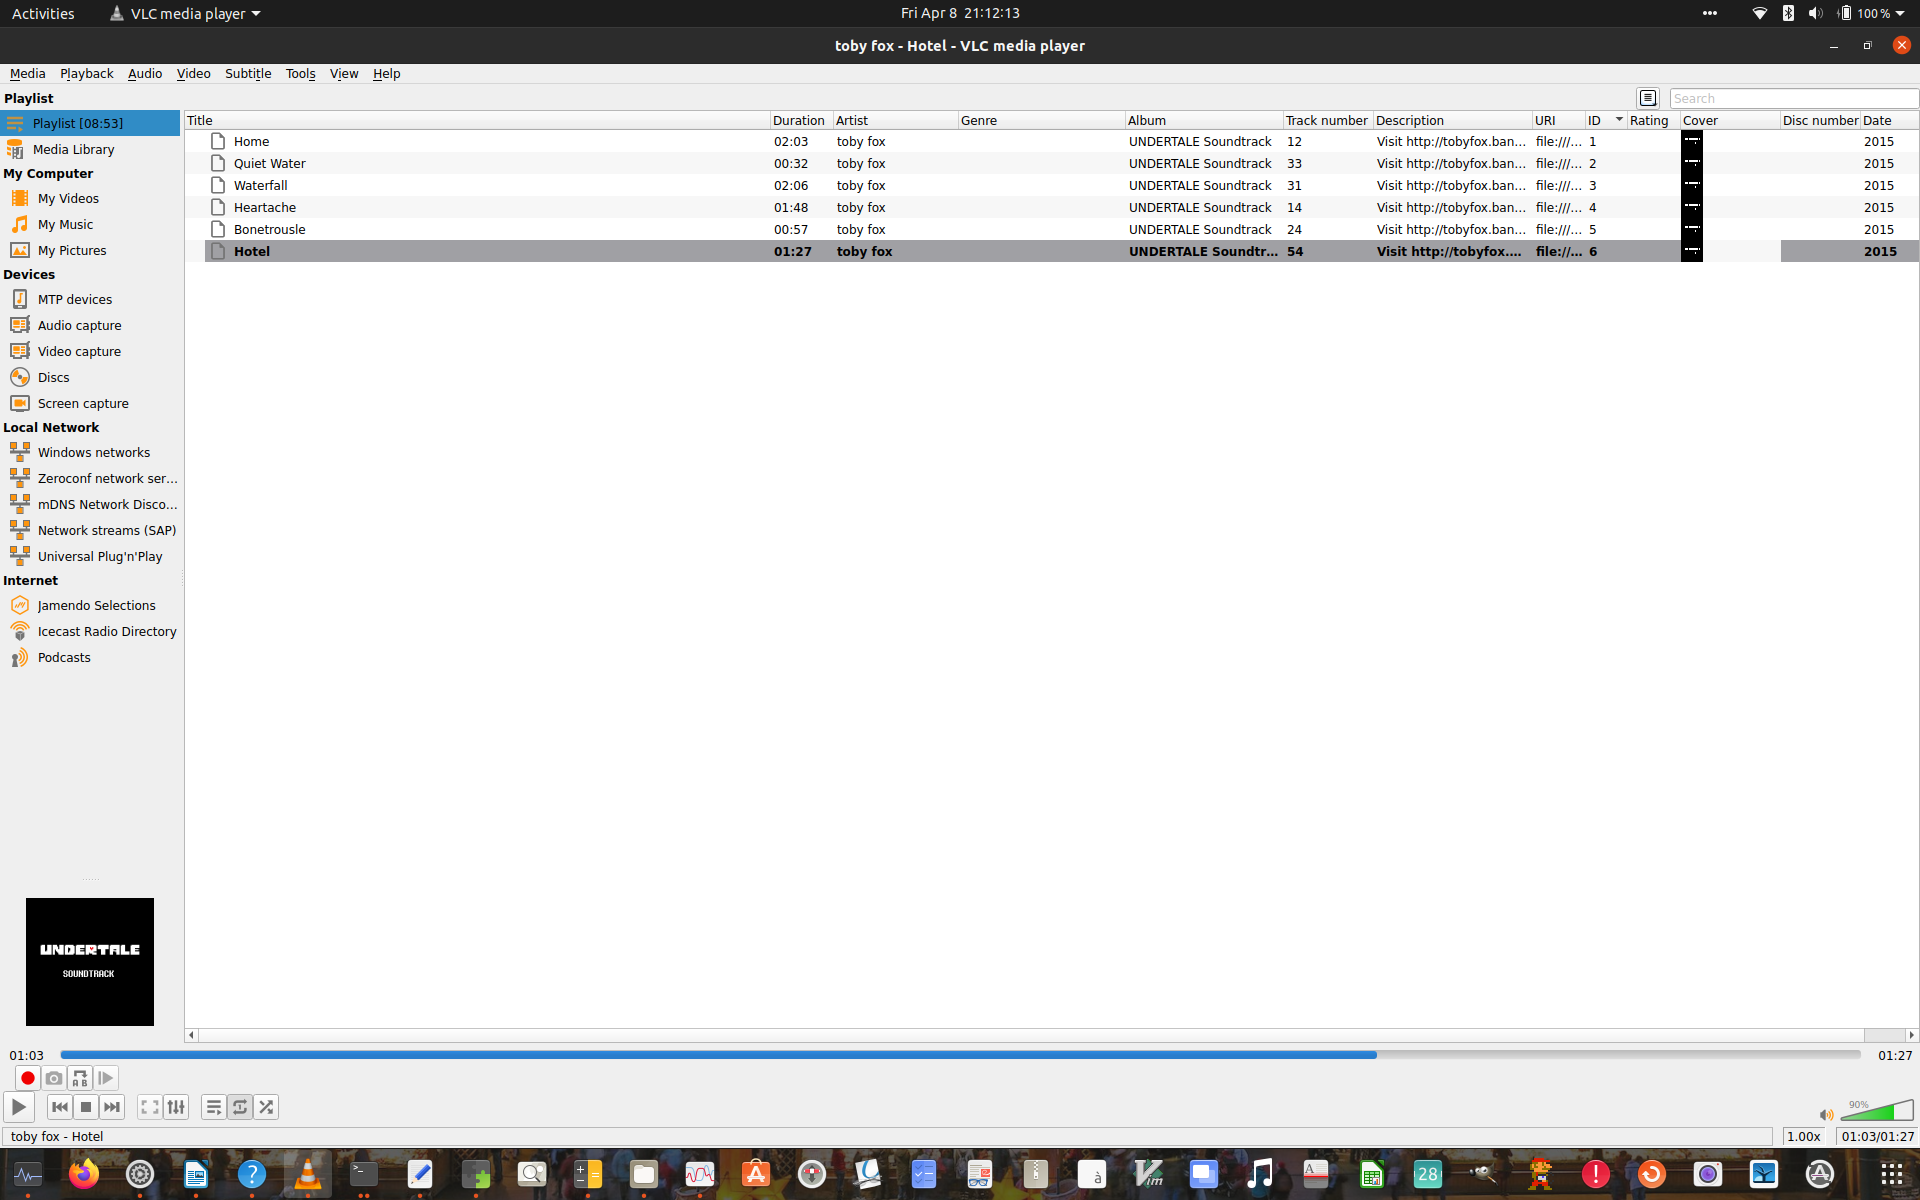 Activities VLC media player Fri Apr 8 21:12:13 100 %
toby fox - Hotel - VLC media player
Media Playback Audio Video Subtitle Tools View Help
Playlist Search
Playlist [08:53]
Media Library
My Computer
My Videos
My Music
My Pictures
Devices
MTP devices
Audio capture
Video capture
Discs
Screen capture
Local Network
Windows networks
Zeroconf network ser...
mDNS Network Disco...
Network streams (SAP)
Universal Plug'n'Play
Internet
Jamendo Selections
Icecast Radio Directory
Podcasts
Title Duration Artist Genre Album Track number Description URI ID Rating Cover Disc number Date
Home 02:03 toby fox UNDERTALE Soundtrack 12 Visit http://tobyfox.ban... file:///... 1 2015
Quiet Water 00:32 toby fox UNDERTALE Soundtrack 33 Visit http://tobyfox.ban... file:///... 2 2015
Waterfall 02:06 toby fox UNDERTALE Soundtrack 31 Visit http://tobyfox.ban... file:///... 3 2015
Heartache 01:48 toby fox UNDERTALE Soundtrack 14 Visit http://tobyfox.ban... file:///... 4 2015
Bonetrousle 00:57 toby fox UNDERTALE Soundtrack 24 Visit http://tobyfox.ban... file:///... 5 2015
Hotel 01:27 toby fox UNDERTALE Soundtr... 54 Visit http://tobyfox.... file://... 6 2015
UNDERTALE
SOUNDTRACK
01:03 01:27
A B
90%
toby fox - Hotel 1.00x 01:03/01:27
? >_ A à Vim A 28 !